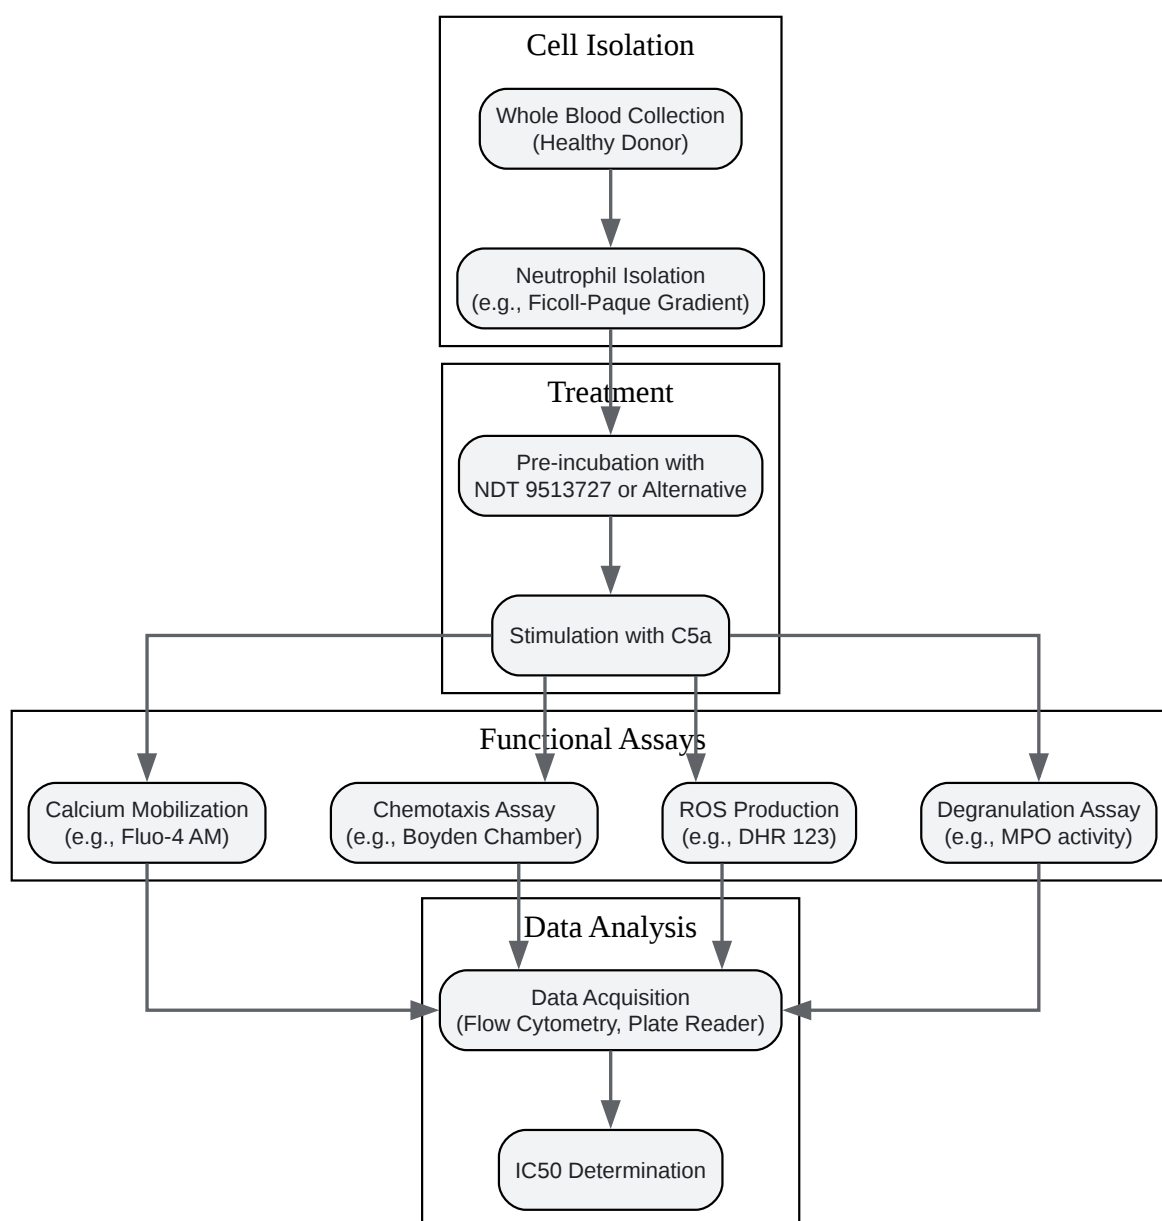 Cell Isolation
Whole Blood Collection
(Healthy Donor)
Neutrophil Isolation
(e.g., Ficoll-Paque Gradient)
Treatment
Pre-incubation with
NDT 9513727 or Alternative
Stimulation with C5a
Functional Assays
Calcium Mobilization
(e.g., Fluo-4 AM)
Chemotaxis Assay
(e.g., Boyden Chamber)
ROS Production
(e.g., DHR 123)
Degranulation Assay
(e.g., MPO activity)
Data Analysis
Data Acquisition
(Flow Cytometry, Plate Reader)
IC50 Determination